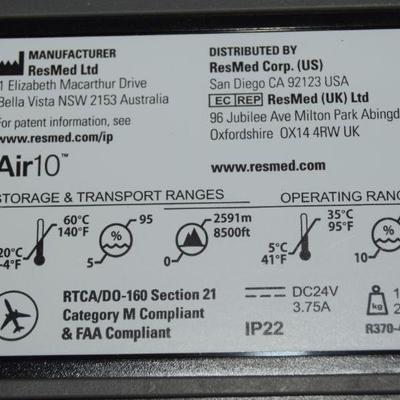 MANUFACTURER
ResMed Ltd
1 Elizabeth Macarthur Drive
Bella Vista NSW 2153 Australia
For patent information, see
www.resmed.com/ip
DISTRIBUTED BY
ResMed Corp. (US)
San Diego CA 92123 USA
EC REP ResMed (UK) Ltd
96 Jubilee Ave Milton Park Abingd
Oxfordshire OX14 4RW UK
Air10™
www.resmed.com
STORAGE & TRANSPORT RANGES
OPERATING RANG
60°C
140°F
20°C
-4°F
95
%
5
2591m
8500ft
0
35°C
95°F
5°C
41°F
%
10
RTCA/DO-160 Section 21
Category M Compliant
& FAA Compliant
DC24V
3.75A
IP22
kg
1
2
R370-4